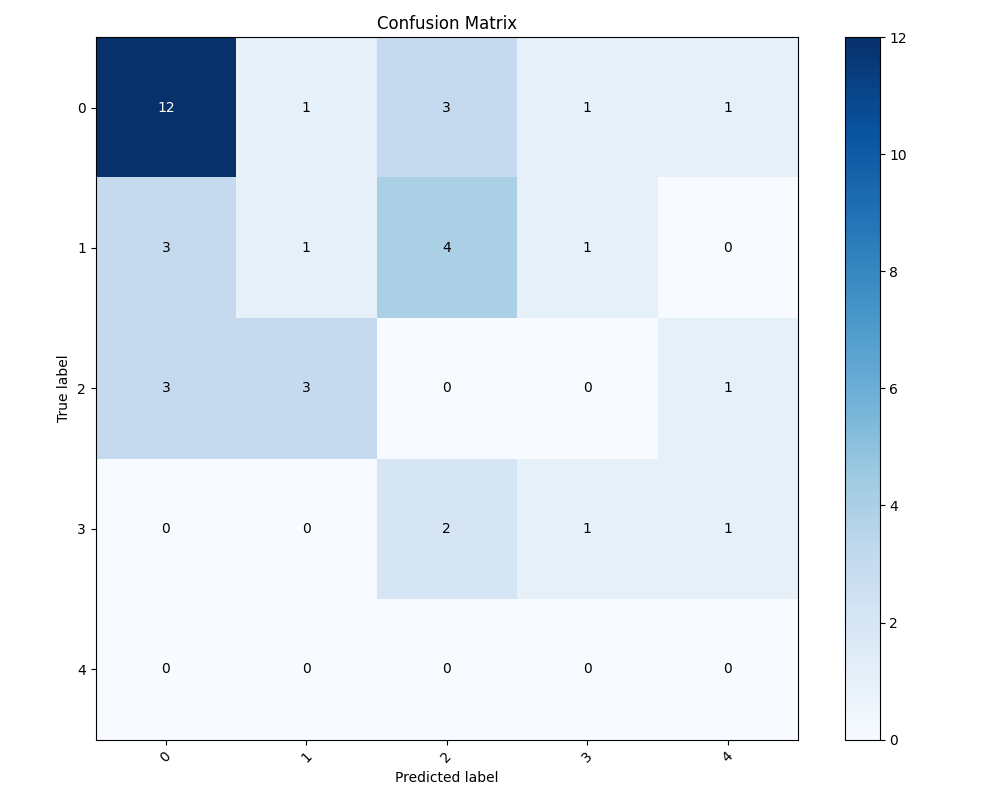 Confusion Matrix
True label
0 12 1 3 1 1
1 3 1 4 1 0
2 3 3 0 0 1
3 0 0 2 1 1
4 0 0 0 0 0
0 1 2 3 4
Predicted label
12
10
8
6
4
2
0